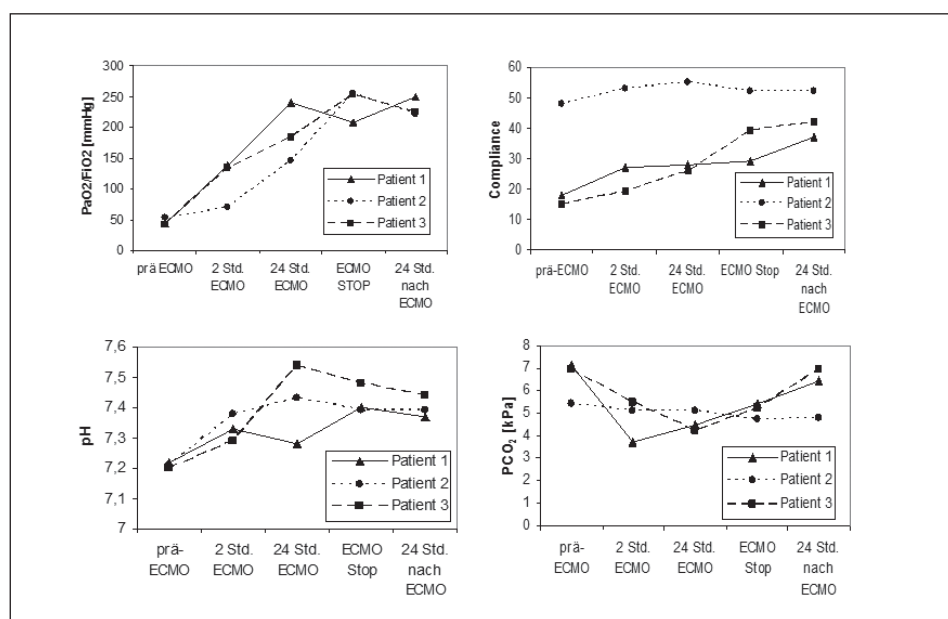 PaO2/FiO2 [mmHg]
300
250
200
150
100
50
0
Patient 1
Patient 2
Patient 3
prä ECMO
2 Std.
ECMO
24 Std.
ECMO
ECMO
STOP
24 Std.
nach
ECMO
Compliance
60
50
40
30
20
10
0
Patient 1
Patient 2
Patient 3
prä-ECMO
2 Std.
ECMO
24 Std.
ECMO
ECMO Stop
24 Std.
nach
ECMO
pH
7,6
7,5
7,4
7,3
7,2
7,1
7
Patient 1
Patient 2
Patient 3
prä-
ECMO
2 Std.
ECMO
24 Std.
ECMO
ECMO
Stop
24 Std.
nach
ECMO
PCO₂ [kPa]
8
7
6
5
4
3
2
1
0
Patient 1
Patient 2
Patient 3
prä-
ECMO
2 Std.
ECMO
24 Std.
ECMO
ECMO
Stop
24 Std.
nach
ECMO